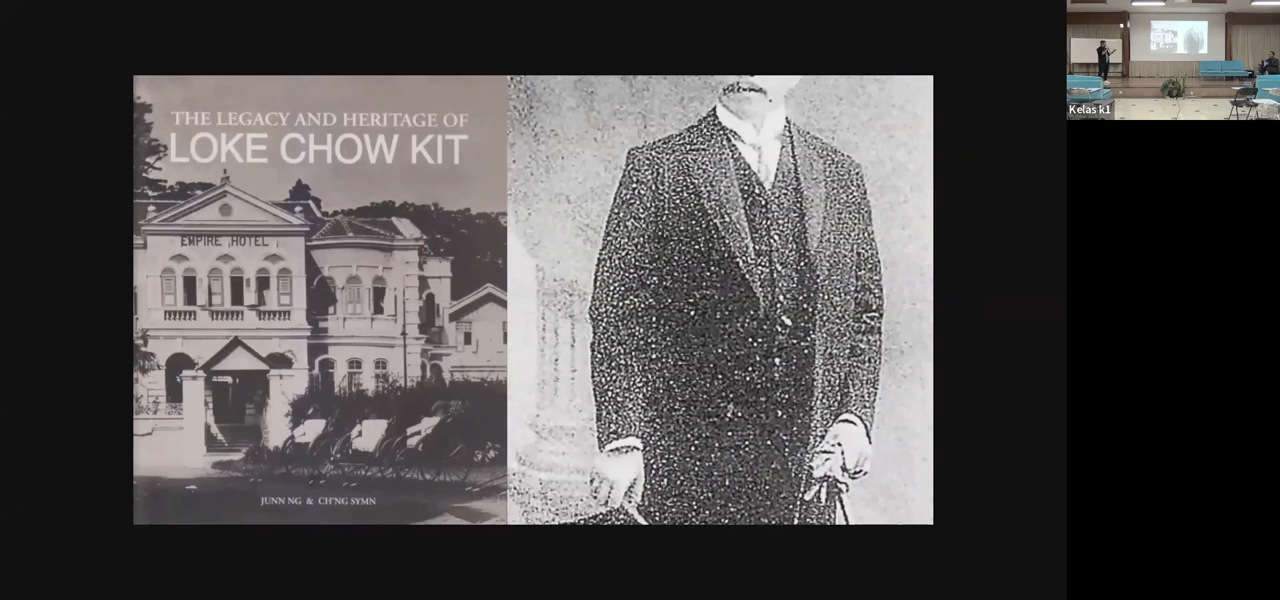 THE LEGACY AND HERITAGE OF
LOKE CHOW KIT
EMPIRE HOTEL
JUNN NG & CH'NG SYMN
Kelas k1